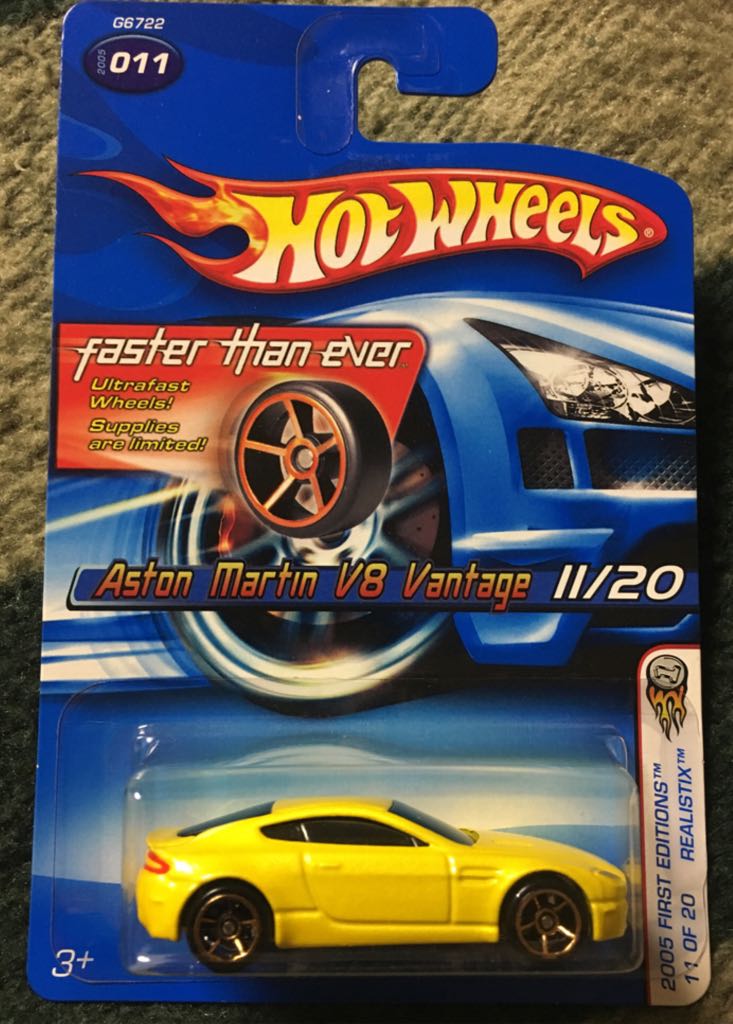 G6722
2005
011
HOT WHEELS®
faster than ever™
Ultrafast
Wheels!
Supplies
are limited!
Aston Martin V8 Vantage 11/20
2005 FIRST EDITIONS™
11 OF 20 REALISTIX™
3+